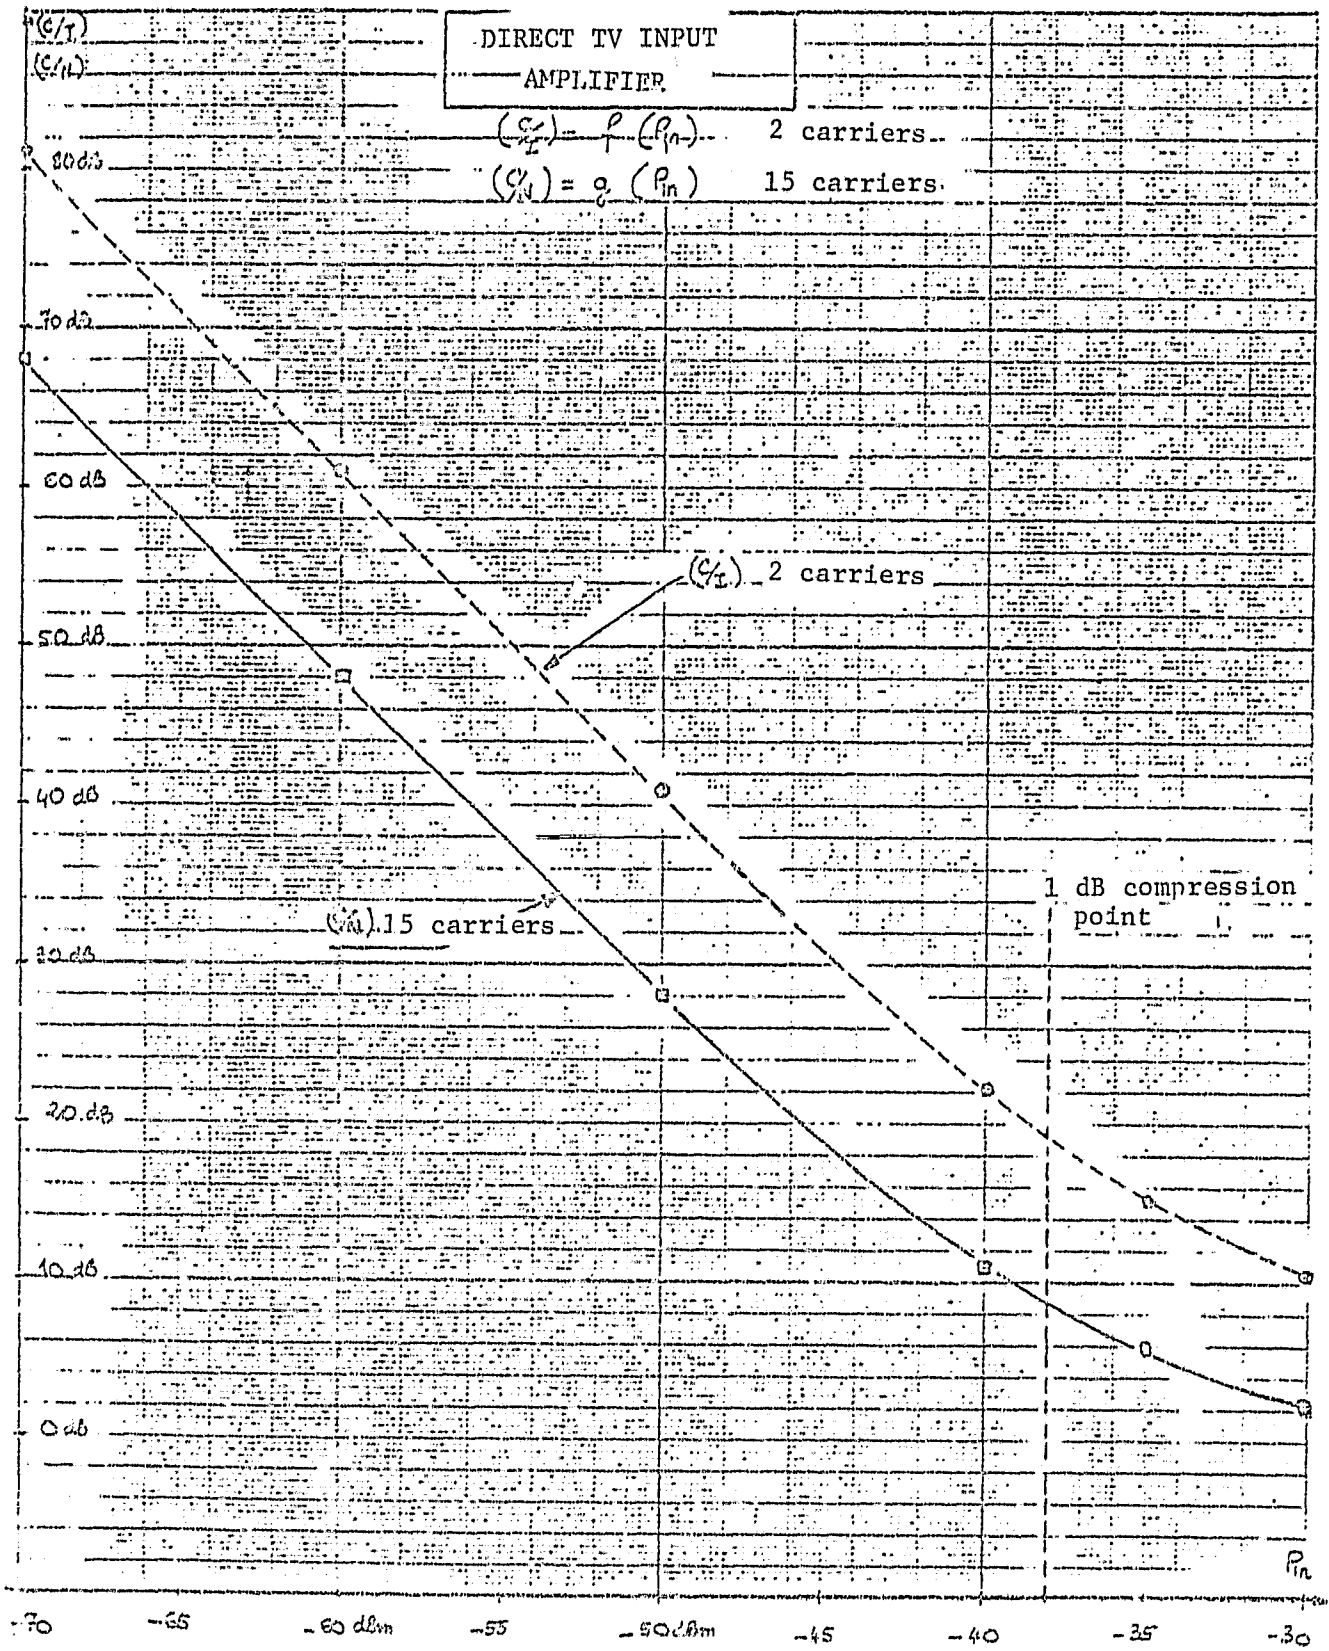 (C/I)
(C/N)
DIRECT TV INPUT
AMPLIFIER
(C/I) = f (Pin) 2 carriers
(C/N) = g (Pin) 15 carriers
80 dB
70 dB
60 dB
(C/I) 2 carriers
50 dB
40 dB
1 dB compression
point
(C/N) 15 carriers
30 dB
20 dB
10 dB
0 dB
Pin
-70 -65 -60 dBm -55 -50 dBm -45 -40 -35 -30